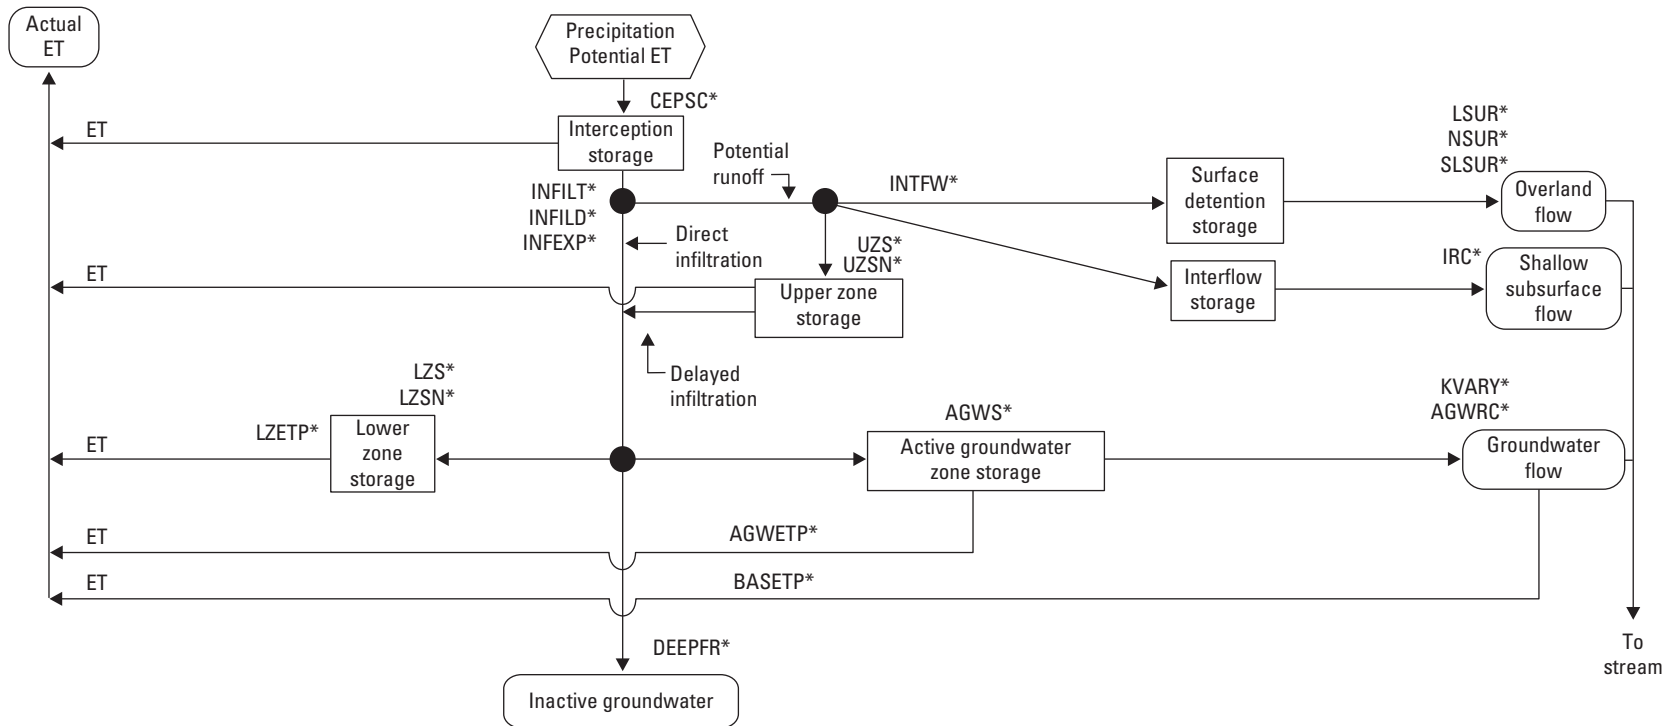 Actual
ET
Precipitation
Potential ET
CEPSC*
ET
Interception
storage
LSUR*
NSUR*
SLSUR*
Potential
runoff
INTFW*
Surface
detention
storage
Overland
flow
INFILT*
INFILD*
INFEXP*
Direct
infiltration
UZS*
UZSN*
ET
Upper zone
storage
Interflow
storage
IRC*
Shallow
subsurface
flow
Delayed
infiltration
LZS*
LZSN*
LZETP*
ET
Lower
zone
storage
AGWS*
Active groundwater
zone storage
KVARY*
AGWRC*
Groundwater
flow
ET
AGWETP*
ET
BASETP*
DEEPFR*
Inactive groundwater
To
stream